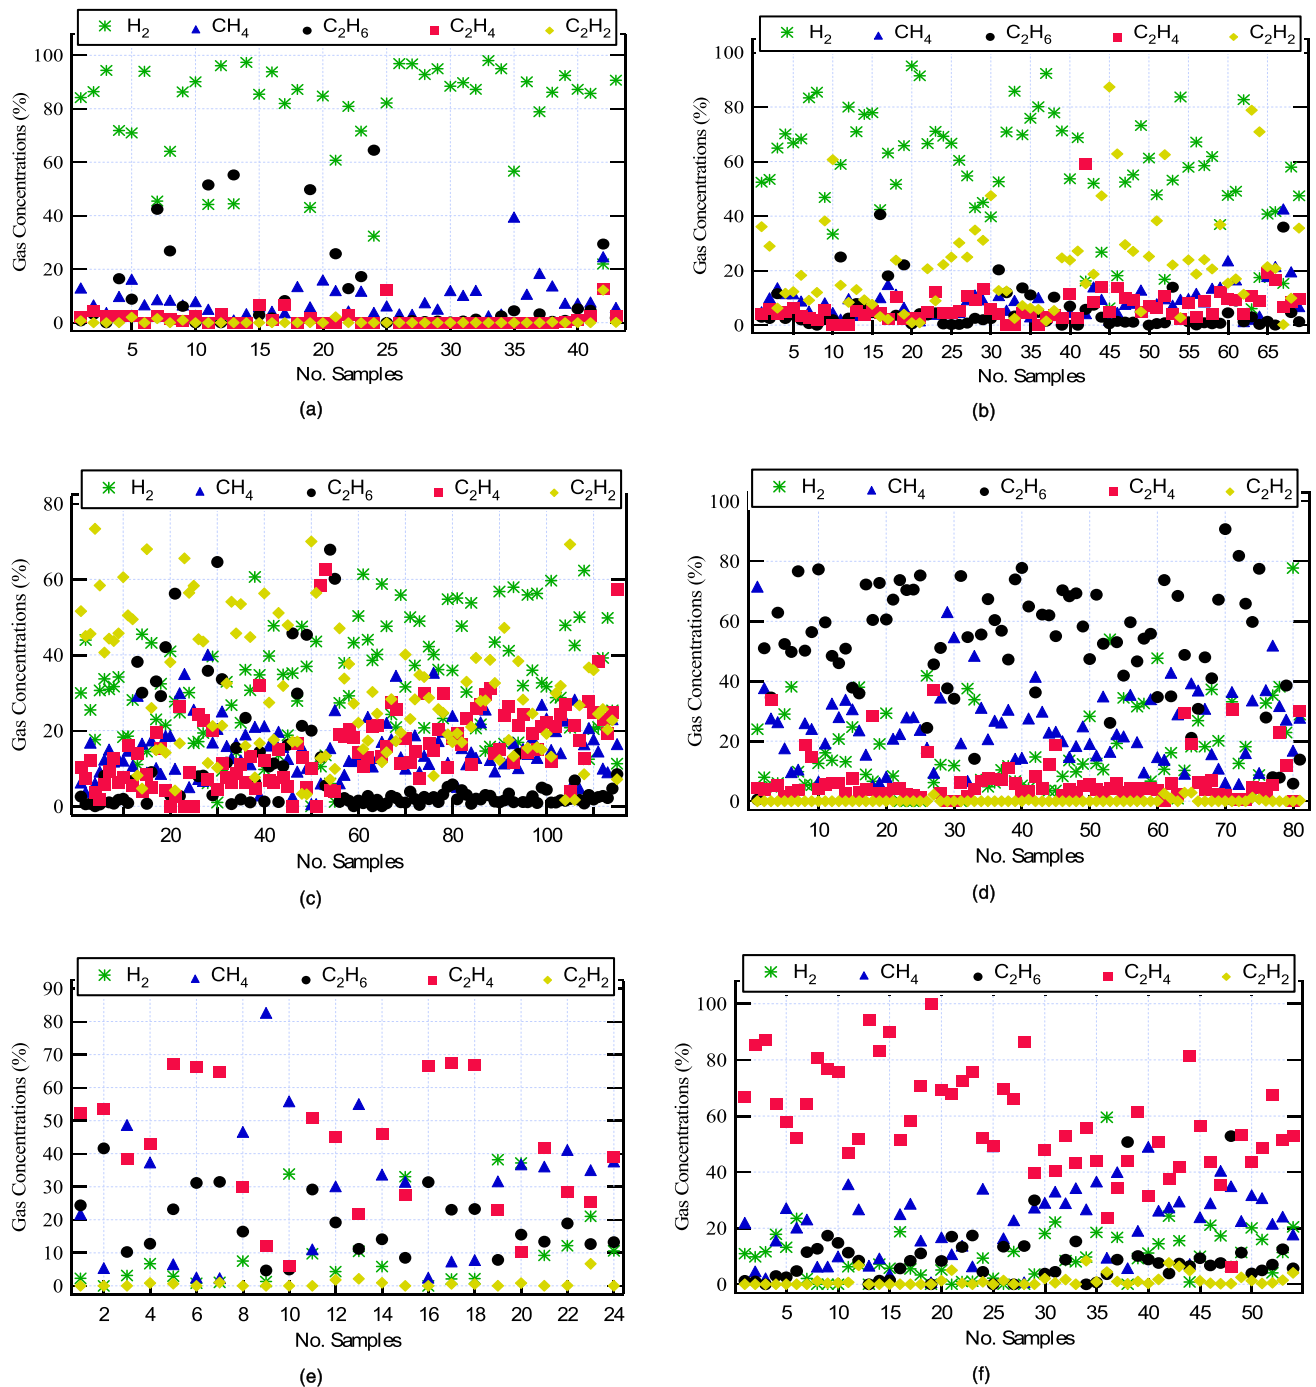 H₂ CH₄ C₂H₆ C₂H₄ C₂H₂
100
80
60
40
20
0
Gas Concentrations (%)
5 10 15 20 25 30 35 40
No. Samples
(a)
H₂ CH₄ C₂H₆ C₂H₄ C₂H₂
100
80
60
40
20
0
Gas Concentrations (%)
5 10 15 20 25 30 35 40 45 50 55 60 65
No. Samples
(b)
H₂ CH₄ C₂H₆ C₂H₄ C₂H₂
80
60
40
20
0
Gas Concentrations (%)
20 40 60 80 100
No. Samples
(c)
H₂ CH₄ C₂H₆ C₂H₄ C₂H₂
100
80
60
40
20
0
Gas Concentrations (%)
10 20 30 40 50 60 70 80
No. Samples
(d)
H₂ CH₄ C₂H₆ C₂H₄ C₂H₂
90
80
70
60
50
40
30
20
10
0
Gas Concentrations (%)
2 4 6 8 10 12 14 16 18 20 22 24
No. Samples
(e)
H₂ CH₄ C₂H₆ C₂H₄ C₂H₂
100
80
60
40
20
0
Gas Concentrations (%)
5 10 15 20 25 30 35 40 45 50
No. Samples
(f)